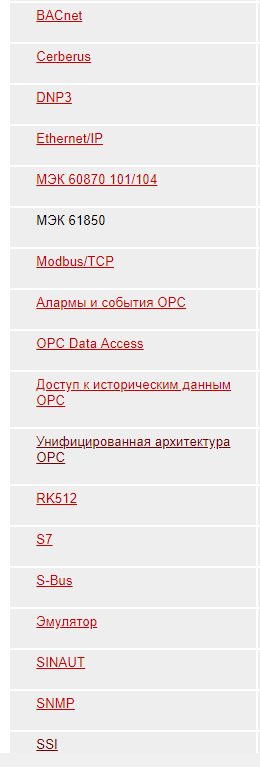 BACnet
Cerberus
DNP3
Ethernet/IP
МЭК 60870 101/104
МЭК 61850
Modbus/TCP
Алармы и события OPC
OPC Data Access
Доступ к историческим данным
OPC
Унифицированная архитектура
OPC
RK512
S7
S-Bus
Эмулятор
SINAUT
SNMP
SSI